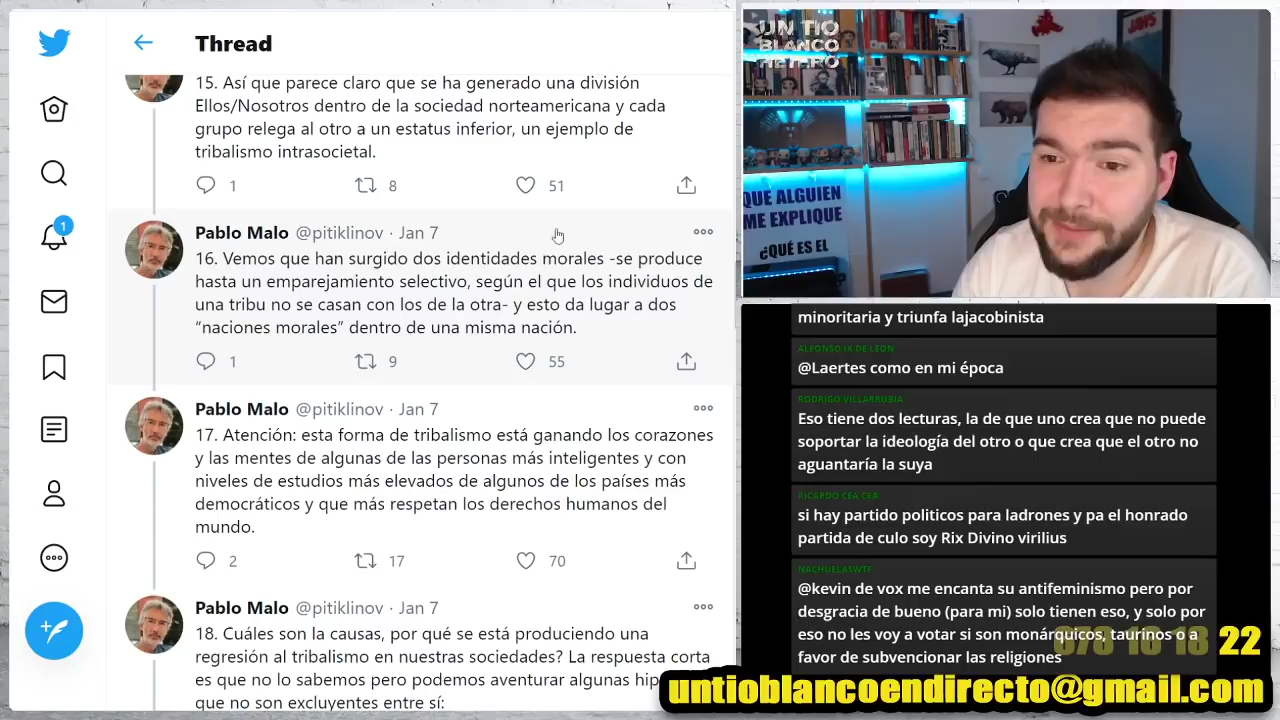 Thread
15. Así que parece claro que se ha generado una división
Ellos/Nosotros dentro de la sociedad norteamericana y cada
grupo relega al otro a un estatus inferior, un ejemplo de
tribalismo intrasocietal.
1 8 51
Pablo Malo @pitiklinov · Jan 7
16. Vemos que han surgido dos identidades morales -se produce
hasta un emparejamiento selectivo, según el que los individuos de
una tribu no se casan con los de la otra- y esto da lugar a dos
“naciones morales” dentro de una misma nación.
1 9 55
Pablo Malo @pitiklinov · Jan 7
17. Atención: esta forma de tribalismo está ganando los corazones
y las mentes de algunas de las personas más inteligentes y con
niveles de estudios más elevados de algunos de los países más
democráticos y que más respetan los derechos humanos del
mundo.
2 17 70
Pablo Malo @pitiklinov · Jan 7
18. Cuáles son la causas, por qué se está produciendo una
regresión al tribalismo en nuestras sociedades? La respuesta corta
es que no lo sabemos pero podemos aventurar algunas hip
que no son excluyentes entre sí:
1
UN TIO
BLANCO
HETERO
JAWS
QUE ALGUIEN
ME EXPLIQUE
¿QUÉ ES EL
minoritaria y triunfa lajacobinista
ALFONSO IX DE LEON
@Laertes como en mi época
RODRIGO VILLARRUBIA
Eso tiene dos lecturas, la de que uno crea que no puede
soportar la ideología del otro o que crea que el otro no
aguantaría la suya
RICARDO CEA CEA
si hay partido politicos para ladrones y pa el honrado
partida de culo soy Rix Divino virilius
NACHUELASWTF
@kevin de vox me encanta su antifeminismo pero por
desgracia de bueno (para mi) solo tienen eso, y solo por
eso no les voy a votar si son monárquicos, taurinos o a
favor de subvencionar las religiones
22
untioblancoendirecto@gmail.com